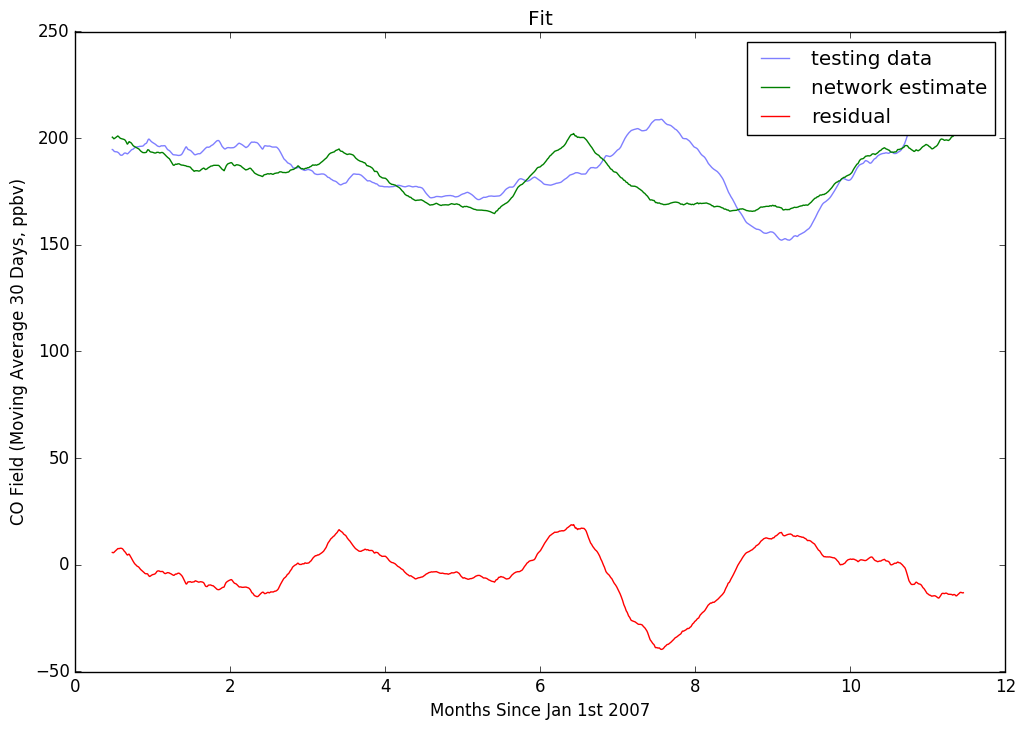 Fit
testing data
network estimate
residual
CO Field (Moving Average 30 Days, ppbv)
250
200
150
100
50
0
−50
0 2 4 6 8 10 12
Months Since Jan 1st 2007